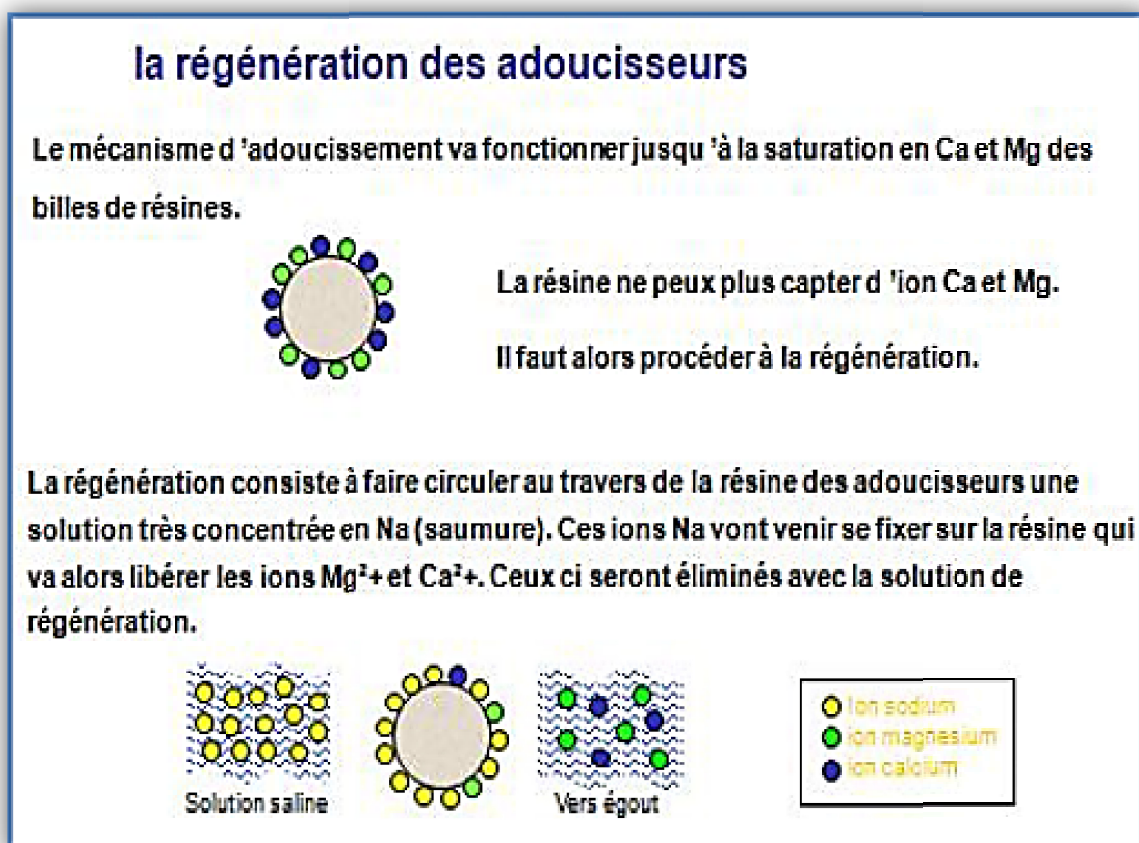 la régénération des adoucisseurs
Le mécanisme d 'adoucissement va fonctionner jusqu 'à la saturation en Ca et Mg des
billes de résines.
La résine ne peux plus capter d 'ion Ca et Mg.
Il faut alors procéder à la régénération.
La régénération consiste à faire circuler au travers de la résine des adoucisseurs une
solution très concentrée en Na (saumure). Ces ions Na vont venir se fixer sur la résine qui
va alors libérer les ions Mg²+ et Ca²+. Ceux ci seront éliminés avec la solution de
régénération.
Solution saline
Vers égout
Ion sodium
ion magnesium
ion calcium